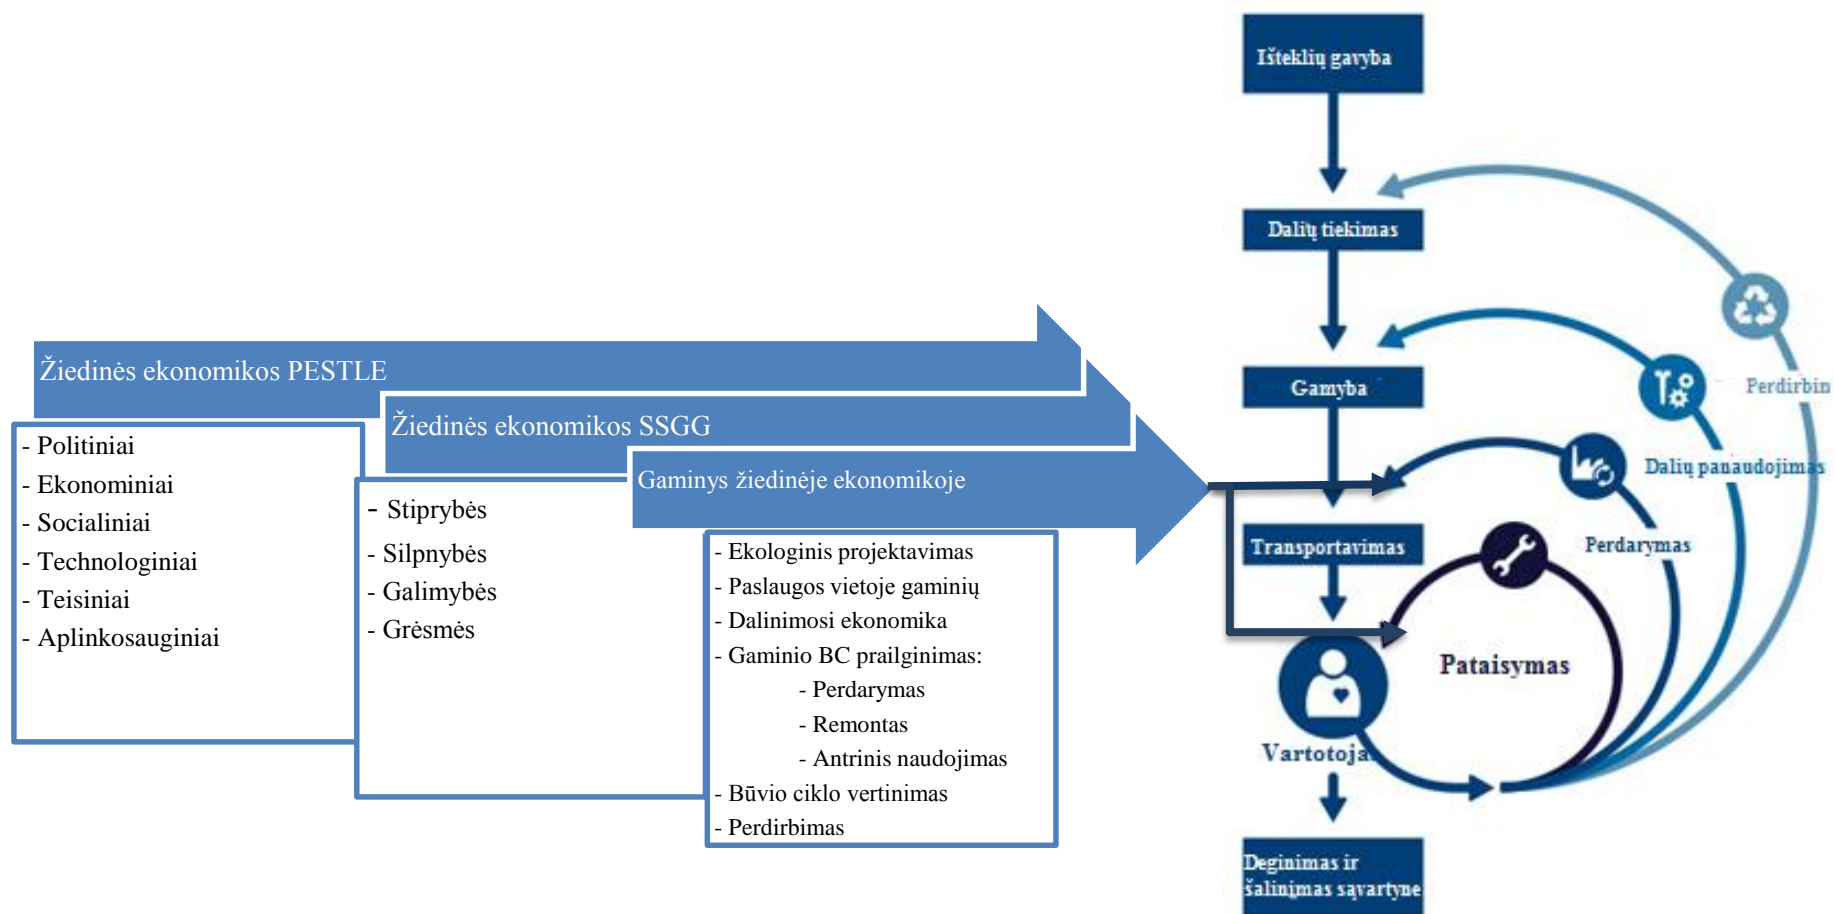 Žiedinės ekonomikos PESTLE
- Politiniai
- Ekonominiai
- Socialiniai
- Technologiniai
- Teisiniai
- Aplinkosauginiai
Žiedinės ekonomikos SSGG
- Stiprybės
- Silpnybės
- Galimybės
- Grėsmės
Gaminys žiedinėje ekonomikoje
- Ekologinis projektavimas
- Paslaugos vietoje gaminių
- Dalinimosi ekonomika
- Gaminio BC prailginimas:
- Perdarymas
- Remontas
- Antrinis naudojimas
- Būvio ciklo vertinimas
- Perdirbimas
Išteklių gavyba
Dalių tiekimas
Gamyba
Transportavimas
Vartotoja
Deginimas ir
šalinimas sąvartyne
Pataisymas
Perdarymas
Dalių panaudojimas
Perdirbin